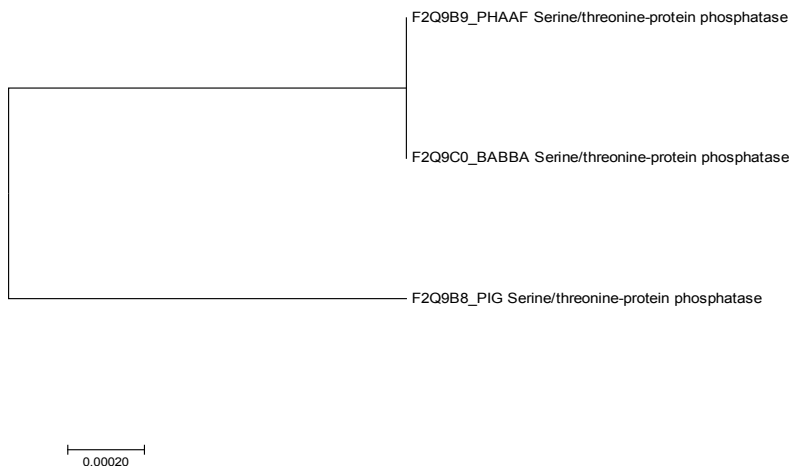 F2Q9B9_PHAAF Serine/threonine-protein phosphatase
F2Q9C0_BABBA Serine/threonine-protein phosphatase
F2Q9B8_PIG Serine/threonine-protein phosphatase
0.00020